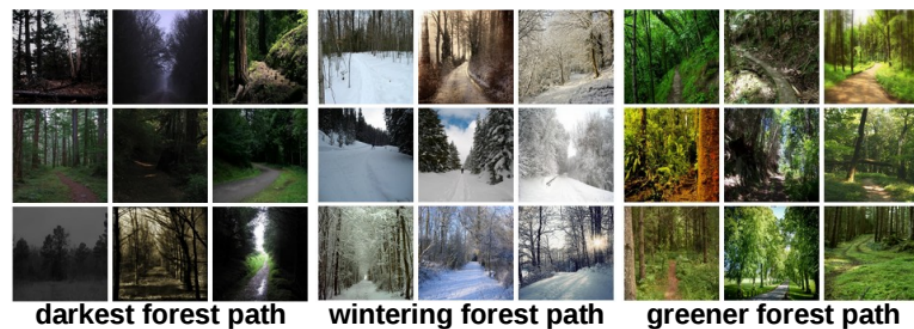 darkest forest path
wintering forest path
greener forest path